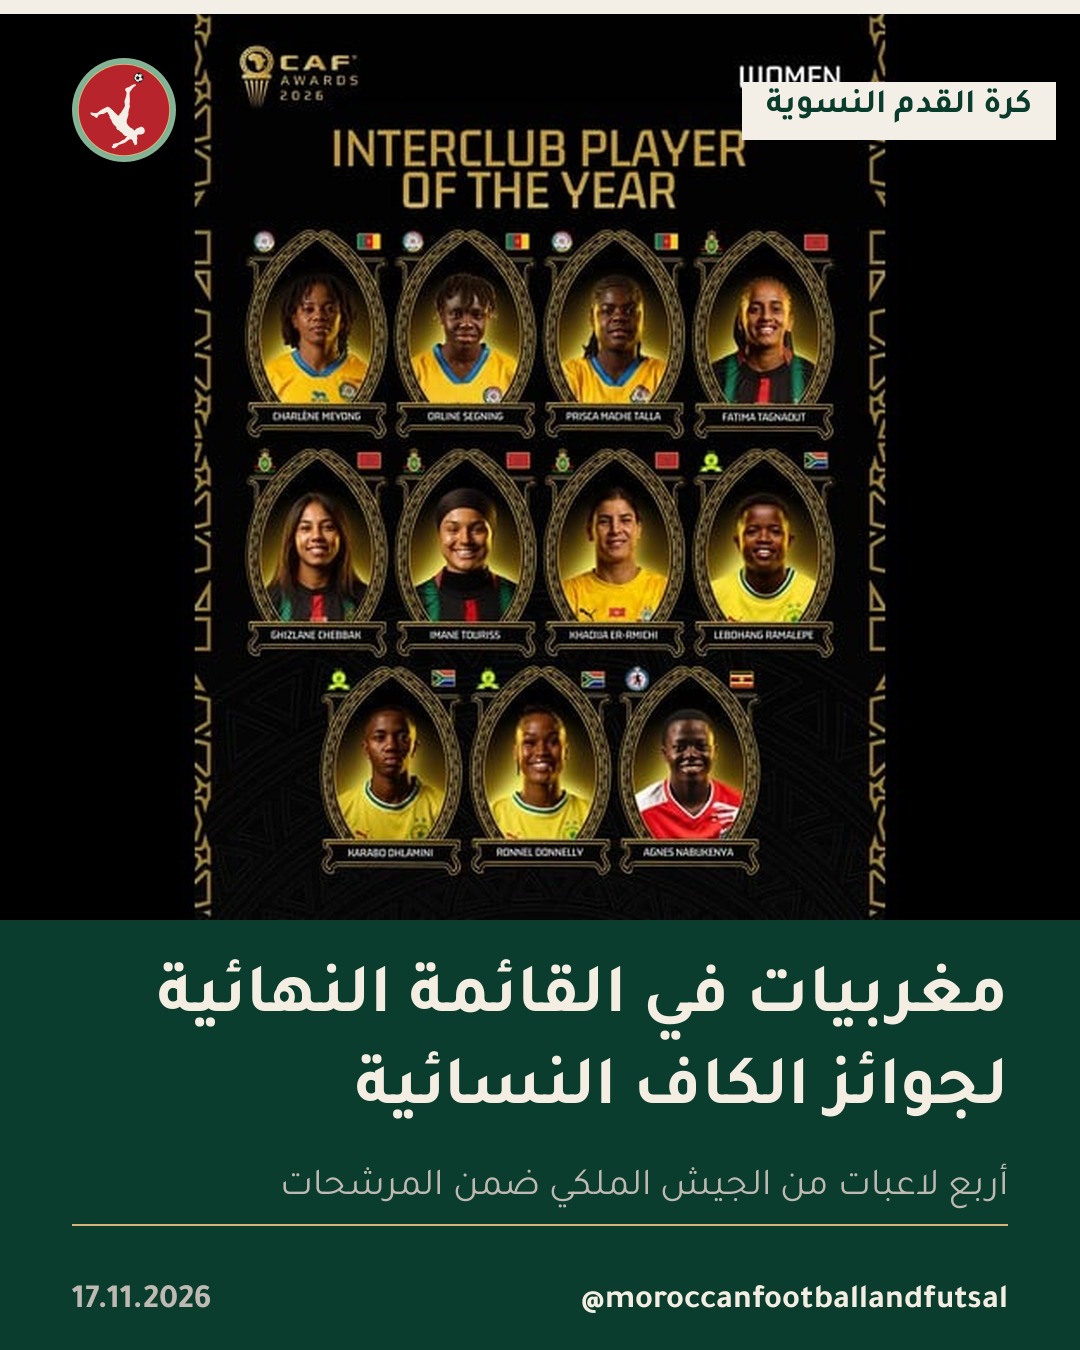 CAF
AWARDS
2026
WOMEN
كرة القدم النسوية
INTERCLUB PLAYER
OF THE YEAR
CHARLÈNE MEYONG
ORLINE SEGNING
PRISCA MACHE TALLA
FATIMA TAGNAOUT
GHIZLANE CHEBBAK
IMANE TOURISS
KHADIJA ER-RMICHI
LEBOHANG RAMALEPE
KARABO DHLAMINI
RONNEL DONNELLY
AGNES NABUKENYA
مغربيات في القائمة النهائية
لجوائز الكاف النسائية
أربع لاعبات من الجيش الملكي ضمن المرشحات
17.11.2026
@moroccanfootballandfutsal